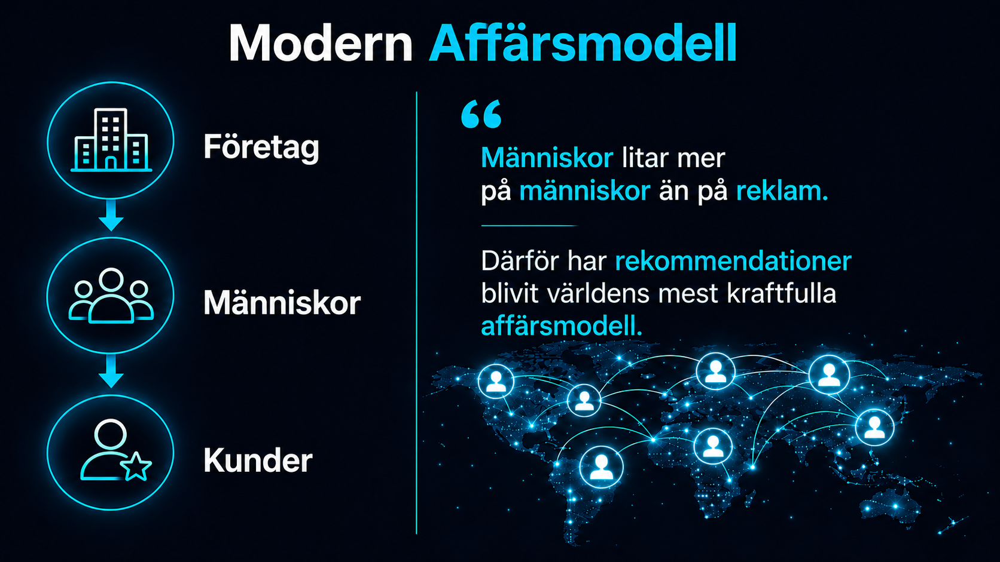 Modern Affärsmodell
Företag
Människor
Kunder
“
Människor litar mer
på människor än på reklam.
Därför har rekommendationer
blivit världens mest kraftfulla
affärsmodell.